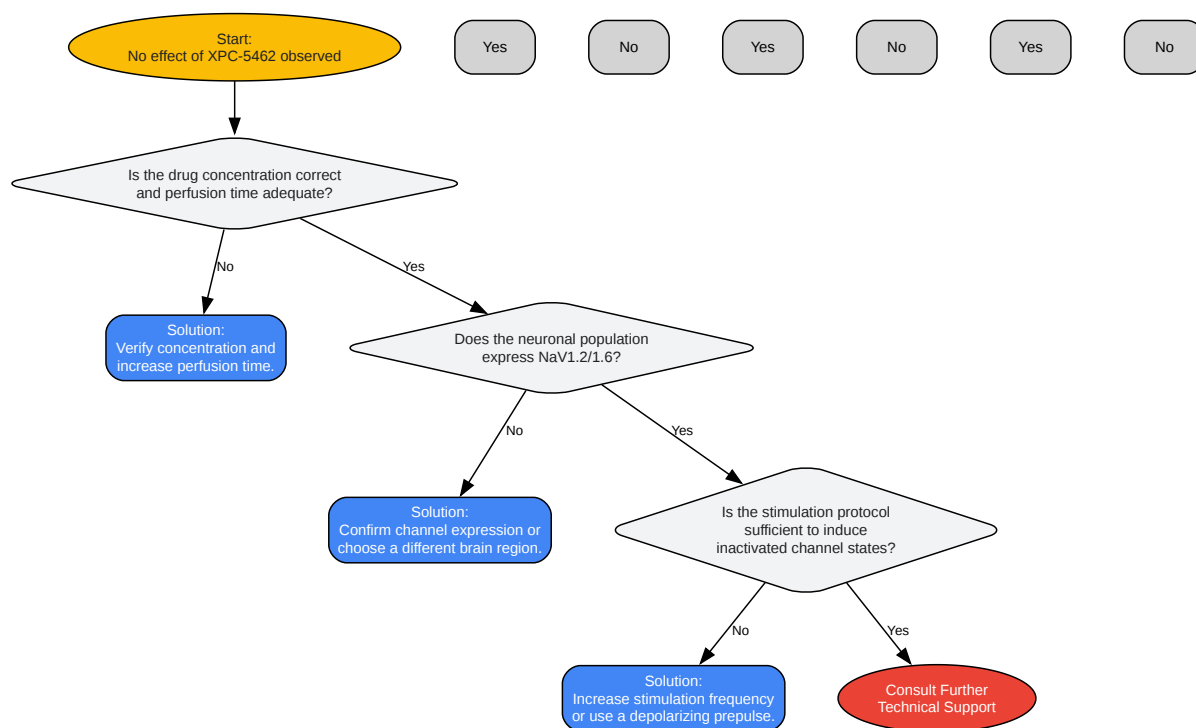 Start:
No effect of XPC-5462 observed
Yes
No
Yes
No
Yes
No
Is the drug concentration correct
and perfusion time adequate?
No
Yes
Solution:
Verify concentration and
increase perfusion time.
Does the neuronal population
express NaV1.2/1.6?
No
Yes
Solution:
Confirm channel expression or
choose a different brain region.
Is the stimulation protocol
sufficient to induce
inactivated channel states?
No
Yes
Solution:
Increase stimulation frequency
or use a depolarizing prepulse.
Consult Further
Technical Support